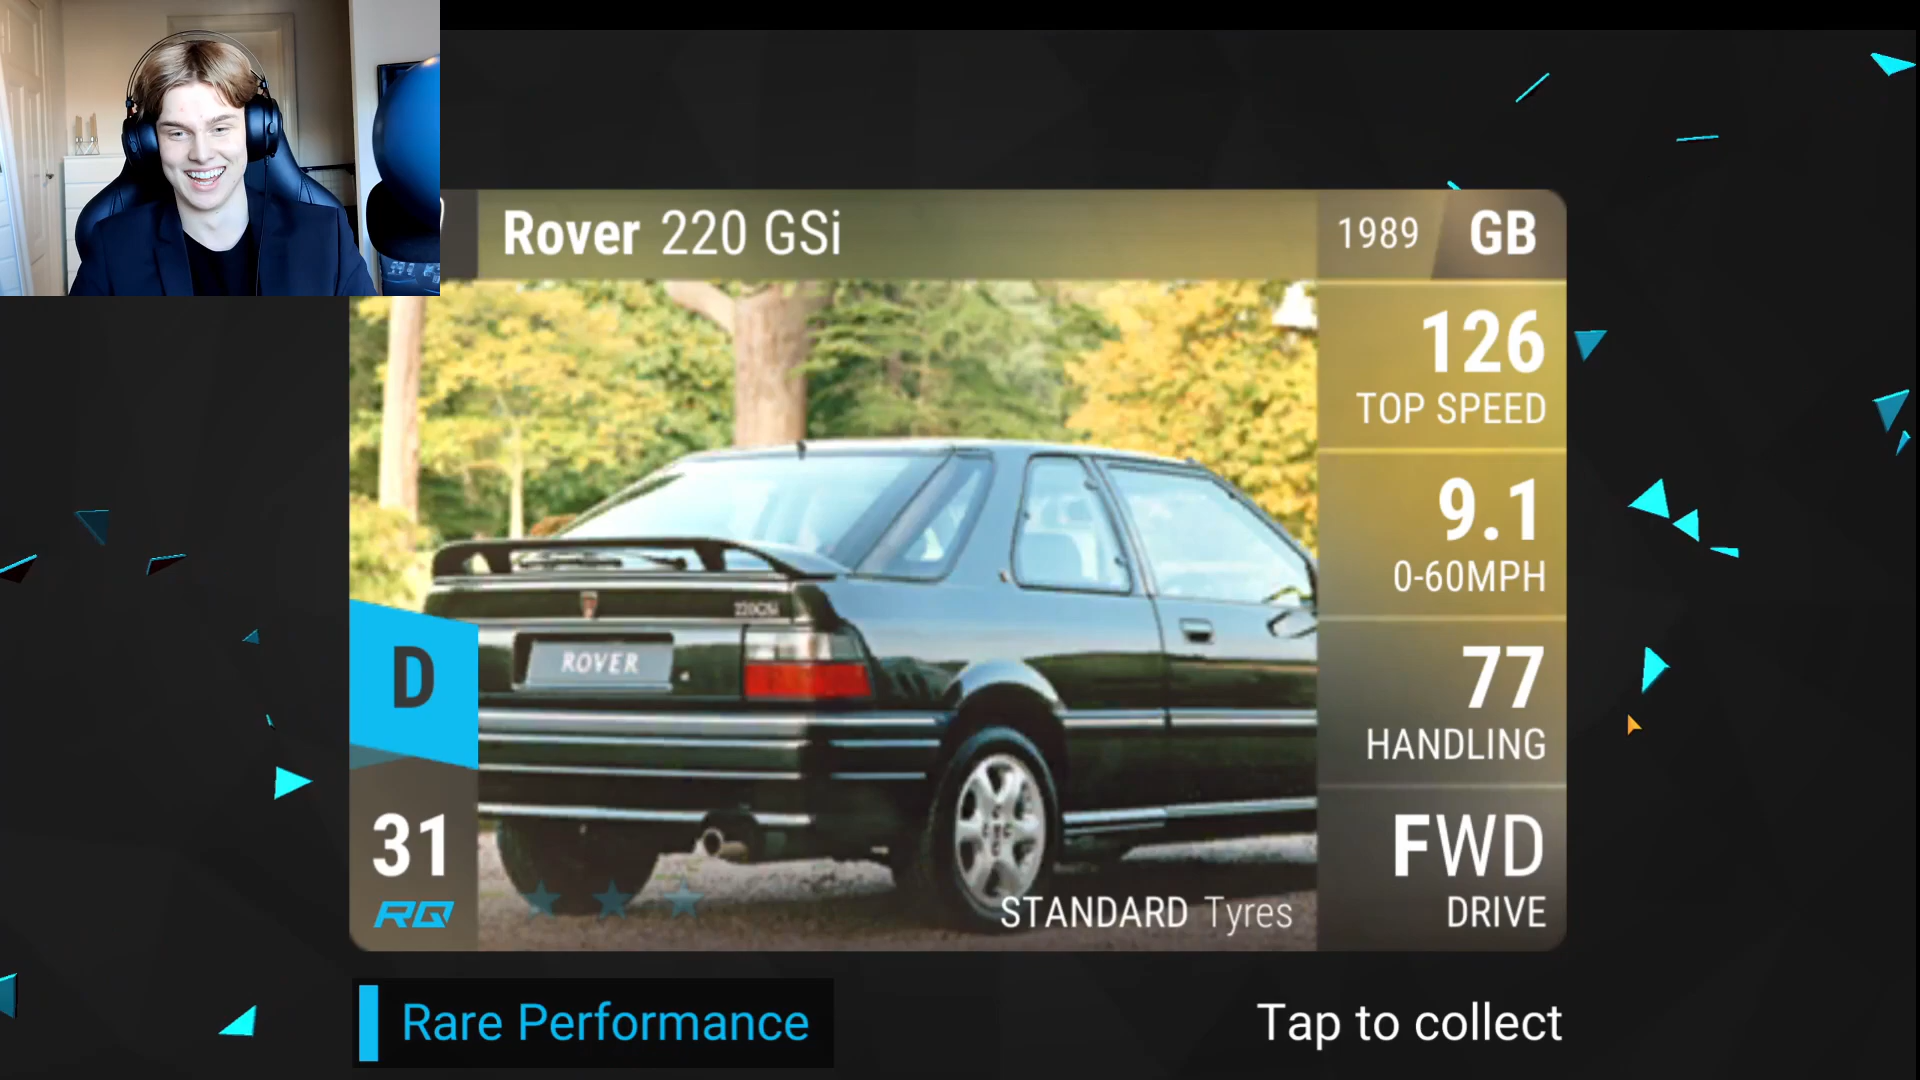 Rover 220 GSi
1989 GB
126
TOP SPEED
9.1
0-60MPH
77
HANDLING
FWD
DRIVE
220GSi
ROVER
D
31
RQ
STANDARD Tyres
Rare Performance
Tap to collect